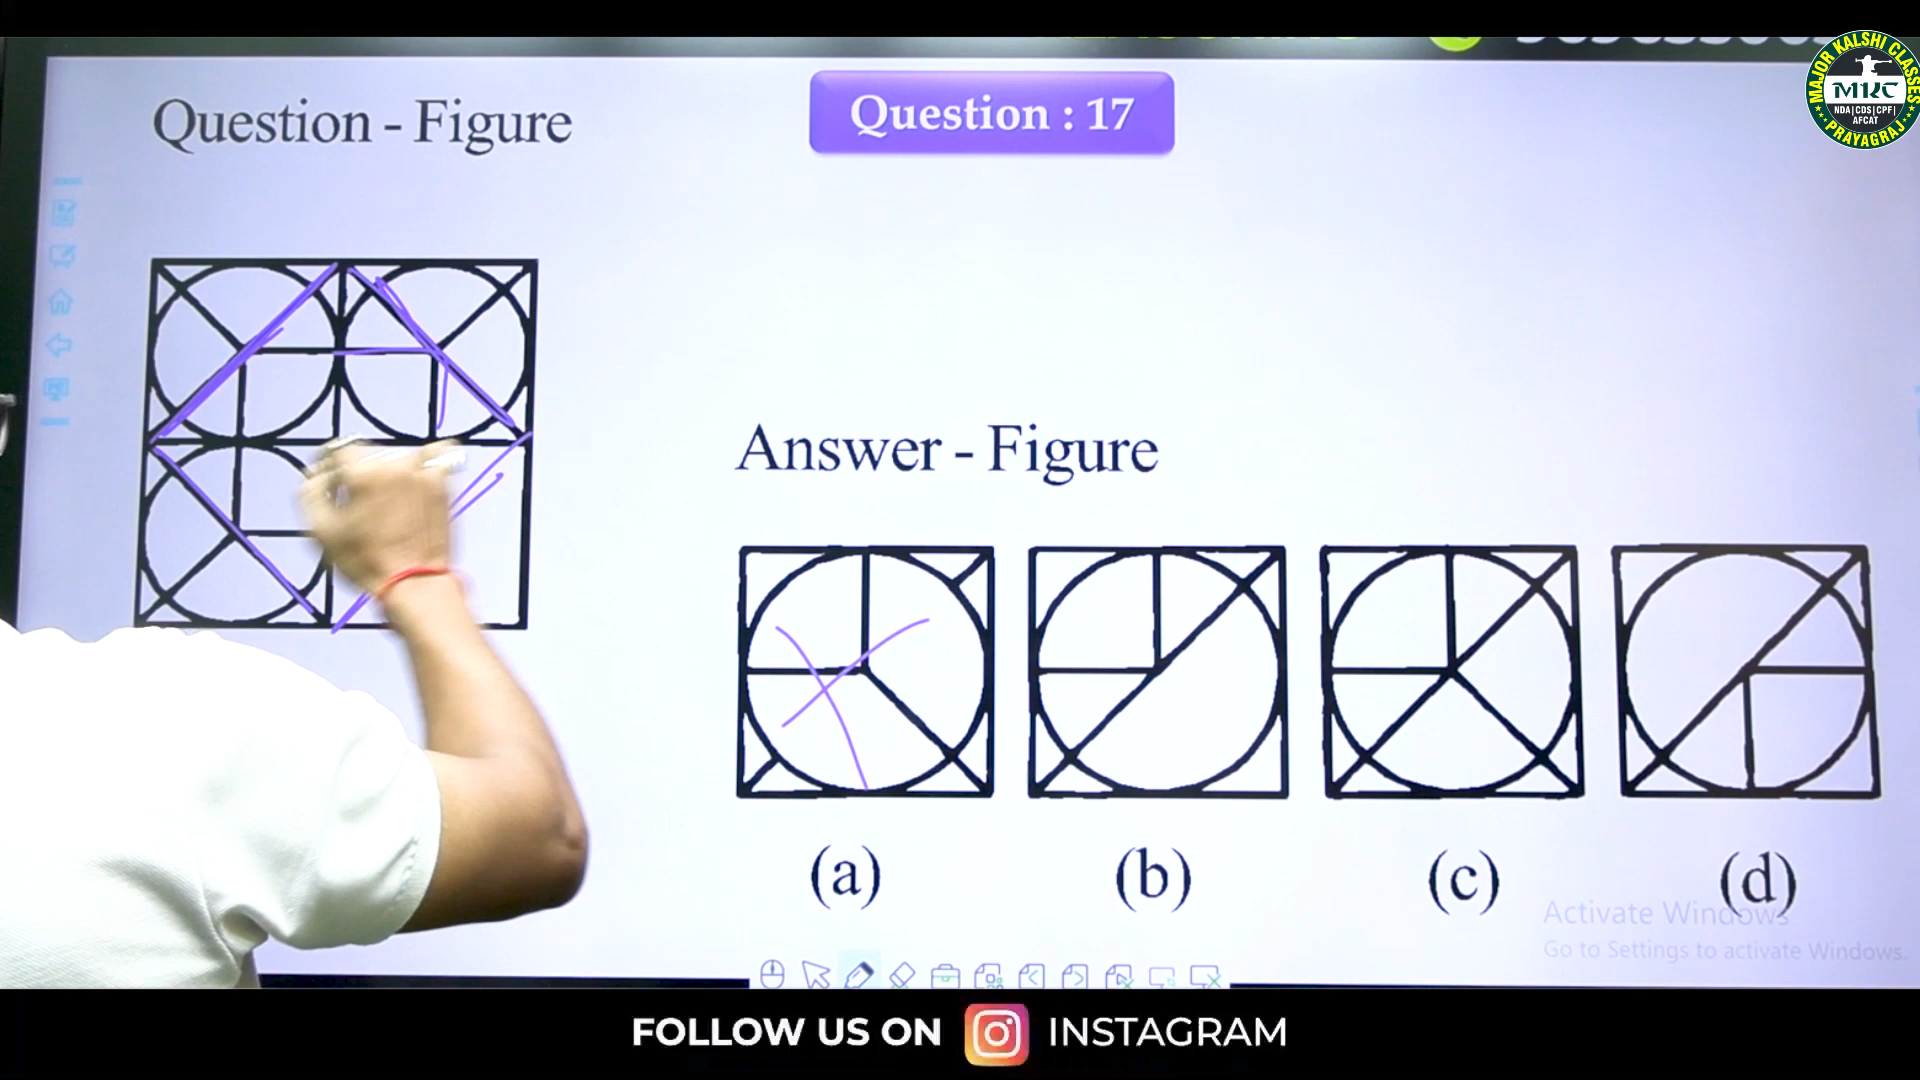 MAJOR KALSHI CLASSES
MKC
NDA|CDS|CPF|
AFCAT
PRAYAGRAJ
Question - Figure
Question : 17
Answer - Figure
(a) (b) (c) (d)
Activate Windows
Go to Settings to activate Windows.
FOLLOW US ON INSTAGRAM